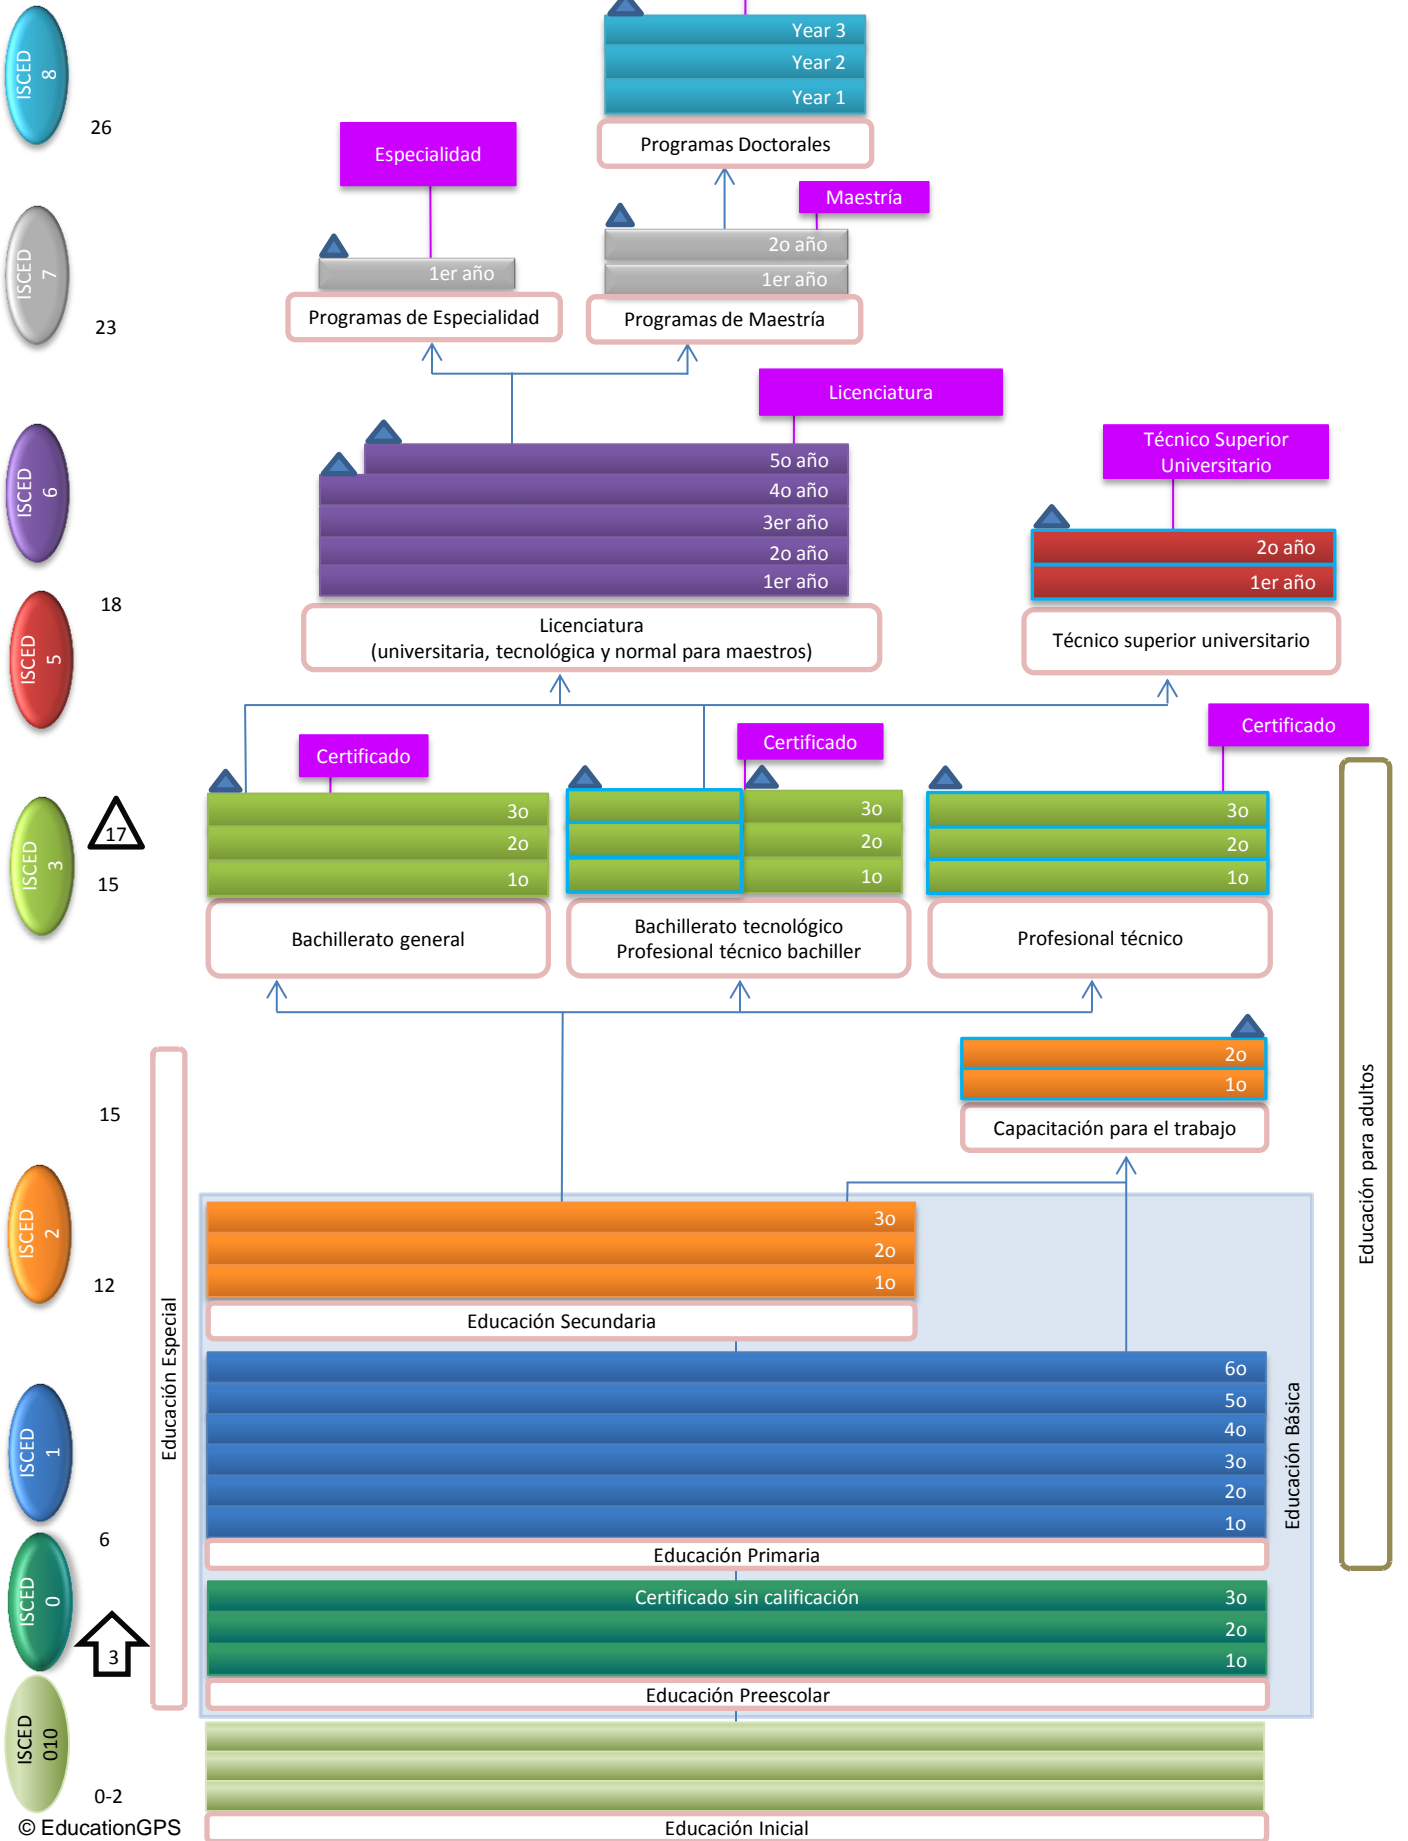 ISCED
8
Year 3
Year 2
Year 1
26
Programas Doctorales
Especialidad
Maestría
ISCED
7
2o año
1er año
1er año
Programas de Especialidad
Programas de Maestría
23
Licenciatura
Técnico Superior
Universitario
ISCED
6
5o año
4o año
3er año
2o año
1er año
2o año
1er año
18
Licenciatura
(universitaria, tecnológica y normal para maestros)
Técnico superior universitario
ISCED
5
Certificado
Certificado
Certificado
ISCED
3
17
15
3o
2o
1o
3o
2o
1o
3o
2o
1o
Bachillerato general
Bachillerato tecnológico
Profesional técnico bachiller
Profesional técnico
2o
1o
15
Capacitación para el trabajo
Educación para adultos
ISCED
2
3o
2o
1o
12
Educación Secundaria
Educación Especial
ISCED
1
6o
5o
4o
3o
2o
1o
Educación Básica
6
Educación Primaria
ISCED
0
3
Certificado sin calificación
3o
2o
1o
Educación Preescolar
ISCED
010
0-2
© EducationGPS
Educación Inicial